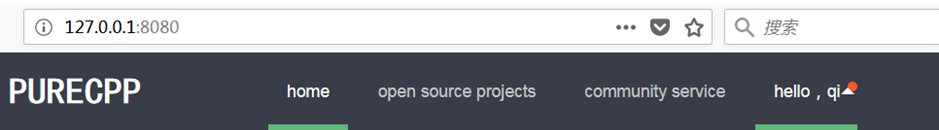 127.0.0.1:8080 搜索
PURECPP home open source projects community service hello , qi